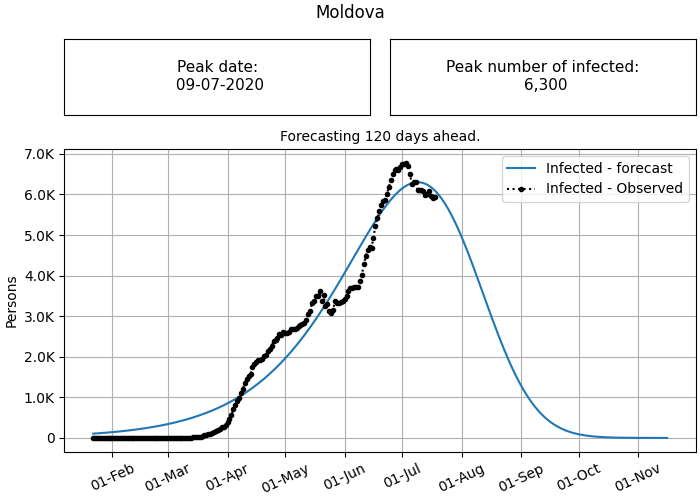 Moldova
Peak date:
09-07-2020
Peak number of infected:
6,300
Forecasting 120 days ahead.
7.0K
6.0K
5.0K
4.0K
3.0K
2.0K
1.0K
0
Persons
Infected - forecast
Infected - Observed
01-Feb
01-Mar
01-Apr
01-May
01-Jun
01-Jul
01-Aug
01-Sep
01-Oct
01-Nov